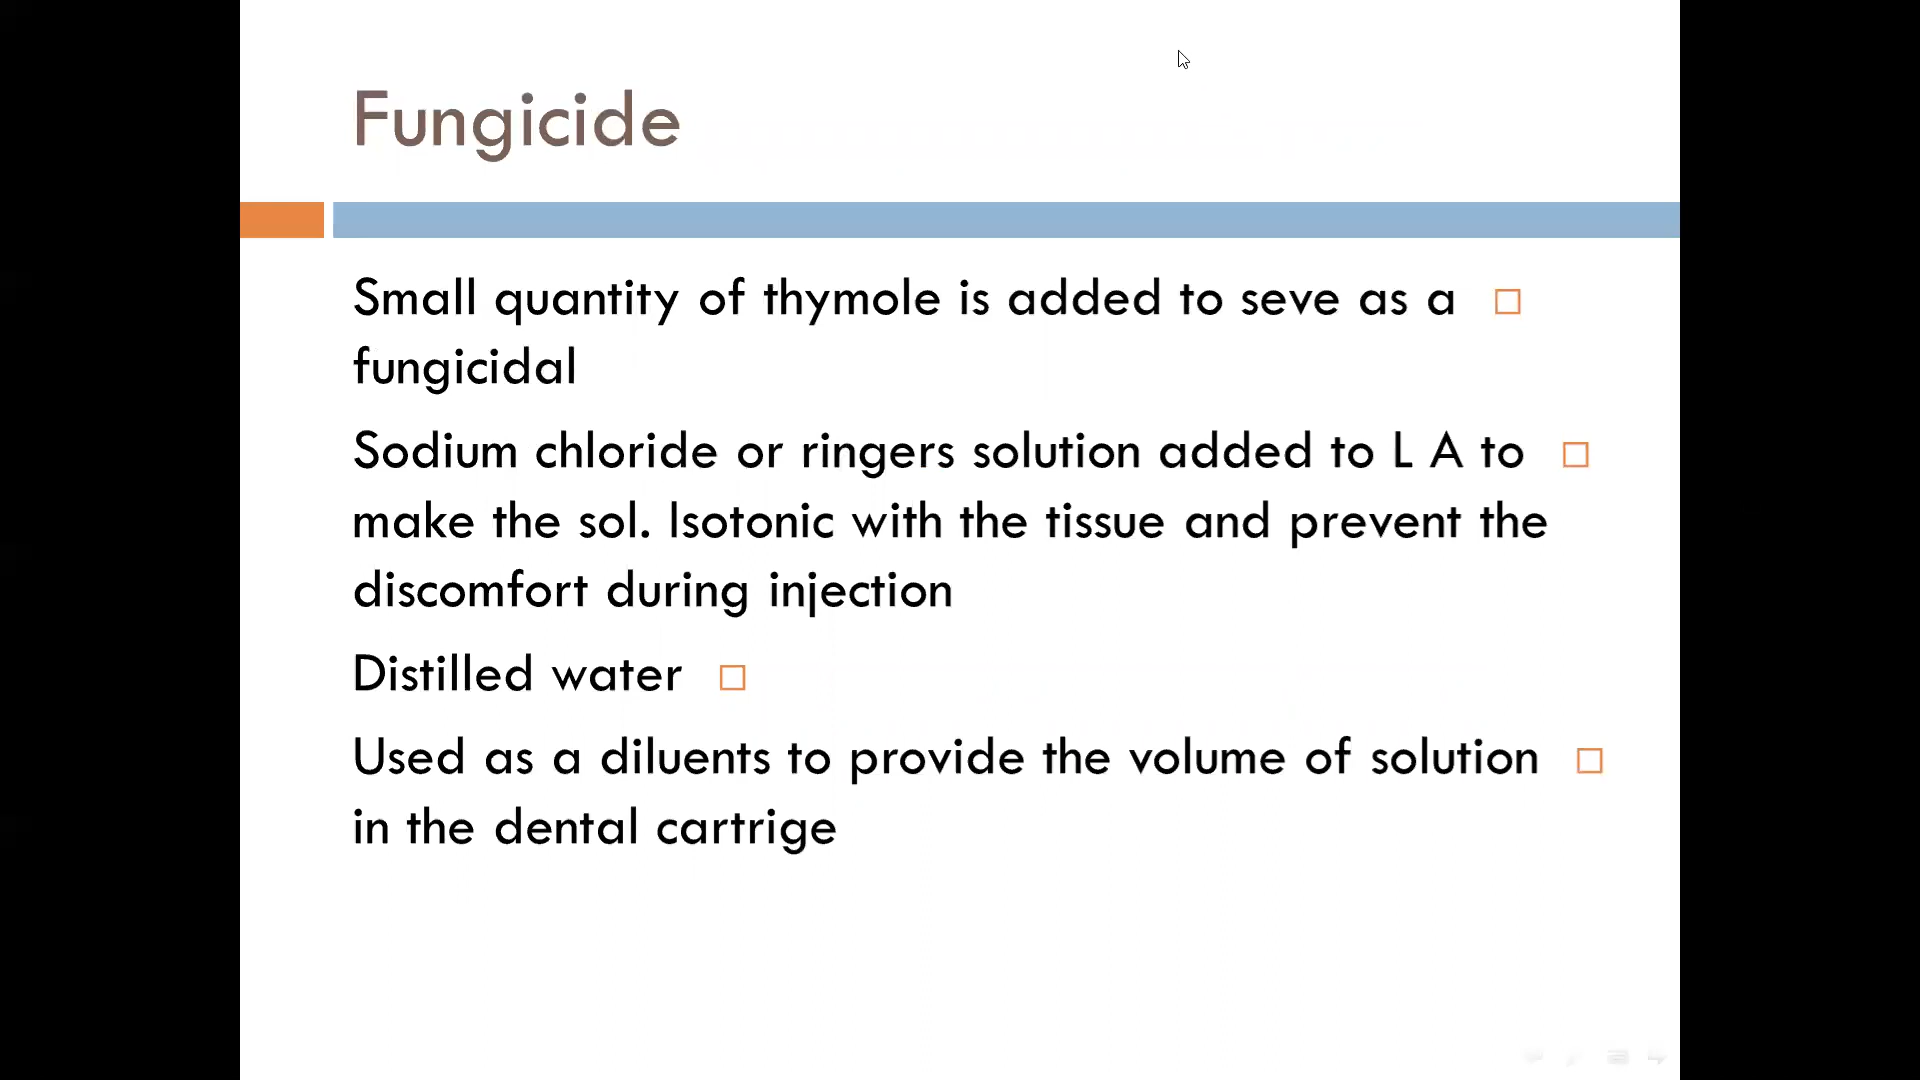 Fungicide
Small quantity of thymole is added to seve as a
fungicidal
Sodium chloride or ringers solution added to L A to
make the sol. Isotonic with the tissue and prevent the
discomfort during injection
Distilled water
Used as a diluents to provide the volume of solution
in the dental cartrige